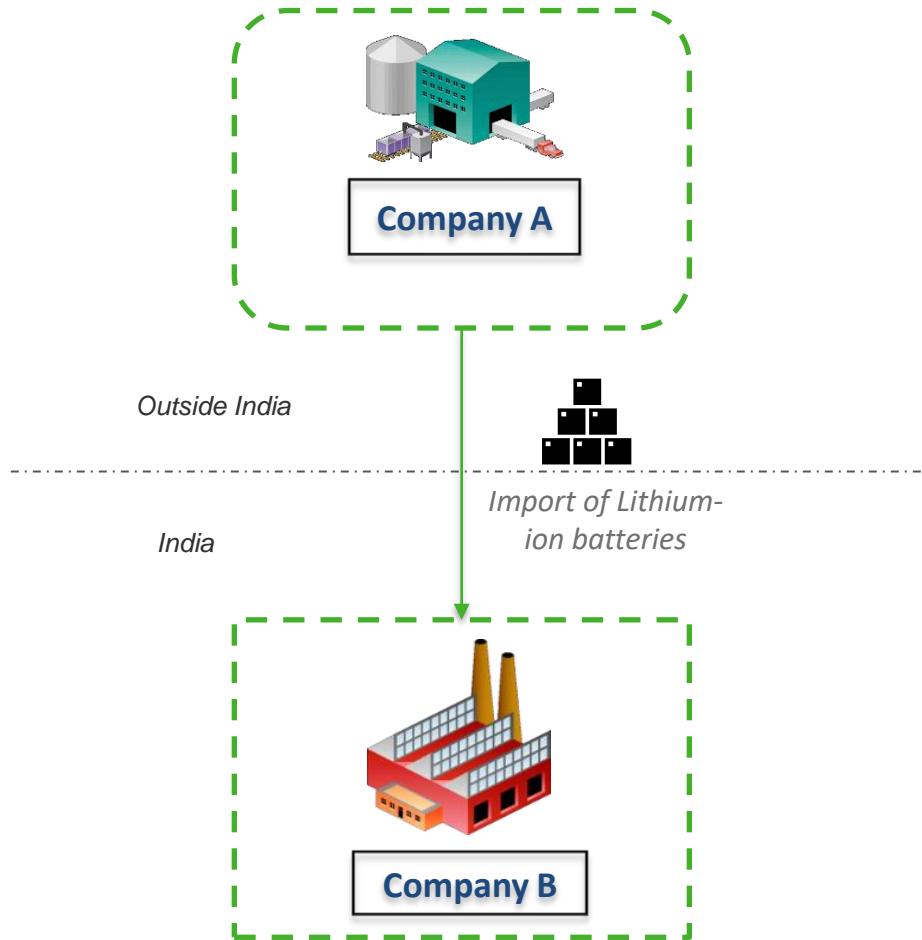 Company A
Outside India
Import of Lithium-
ion batteries
India
Company B